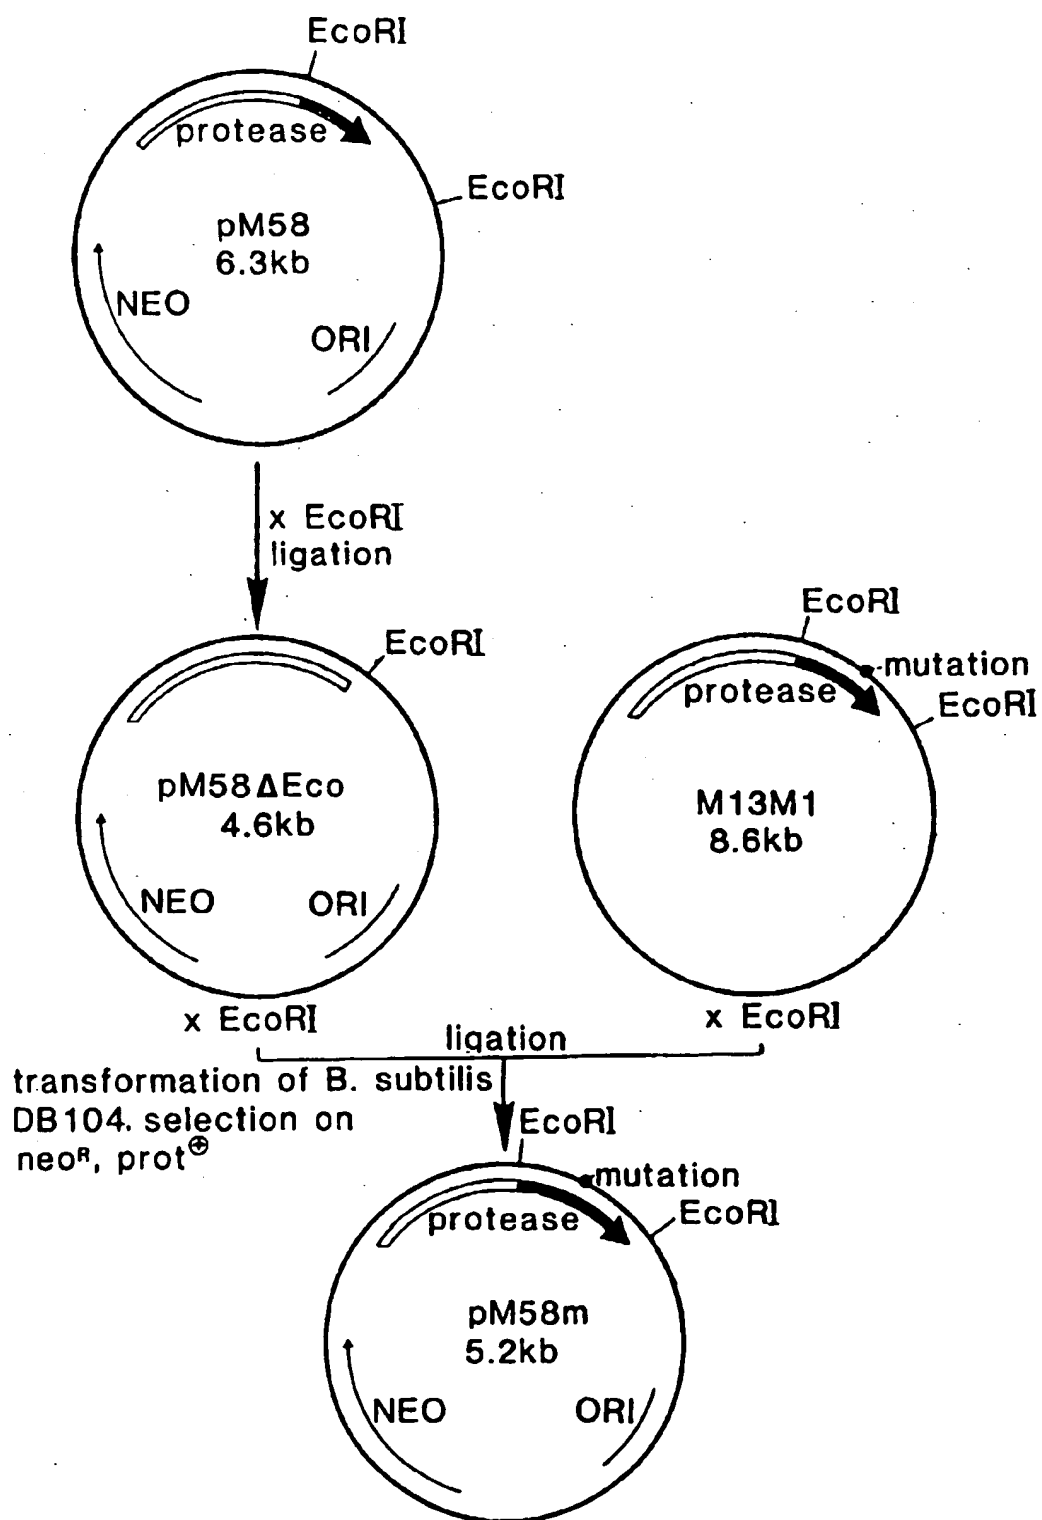 EcoRI
protease
EcoRI
pM58
6.3kb
NEO
ORI
x EcoRI
ligation
EcoRI
pM58ΔEco
4.6kb
NEO
ORI
x EcoRI
EcoRI
mutation
protease
EcoRI
M13M1
8.6kb
x EcoRI
ligation
transformation of B. subtilis
DB104. selection on
neoᴿ, prot⊕
EcoRI
mutation
protease
EcoRI
pM58m
5.2kb
NEO
ORI